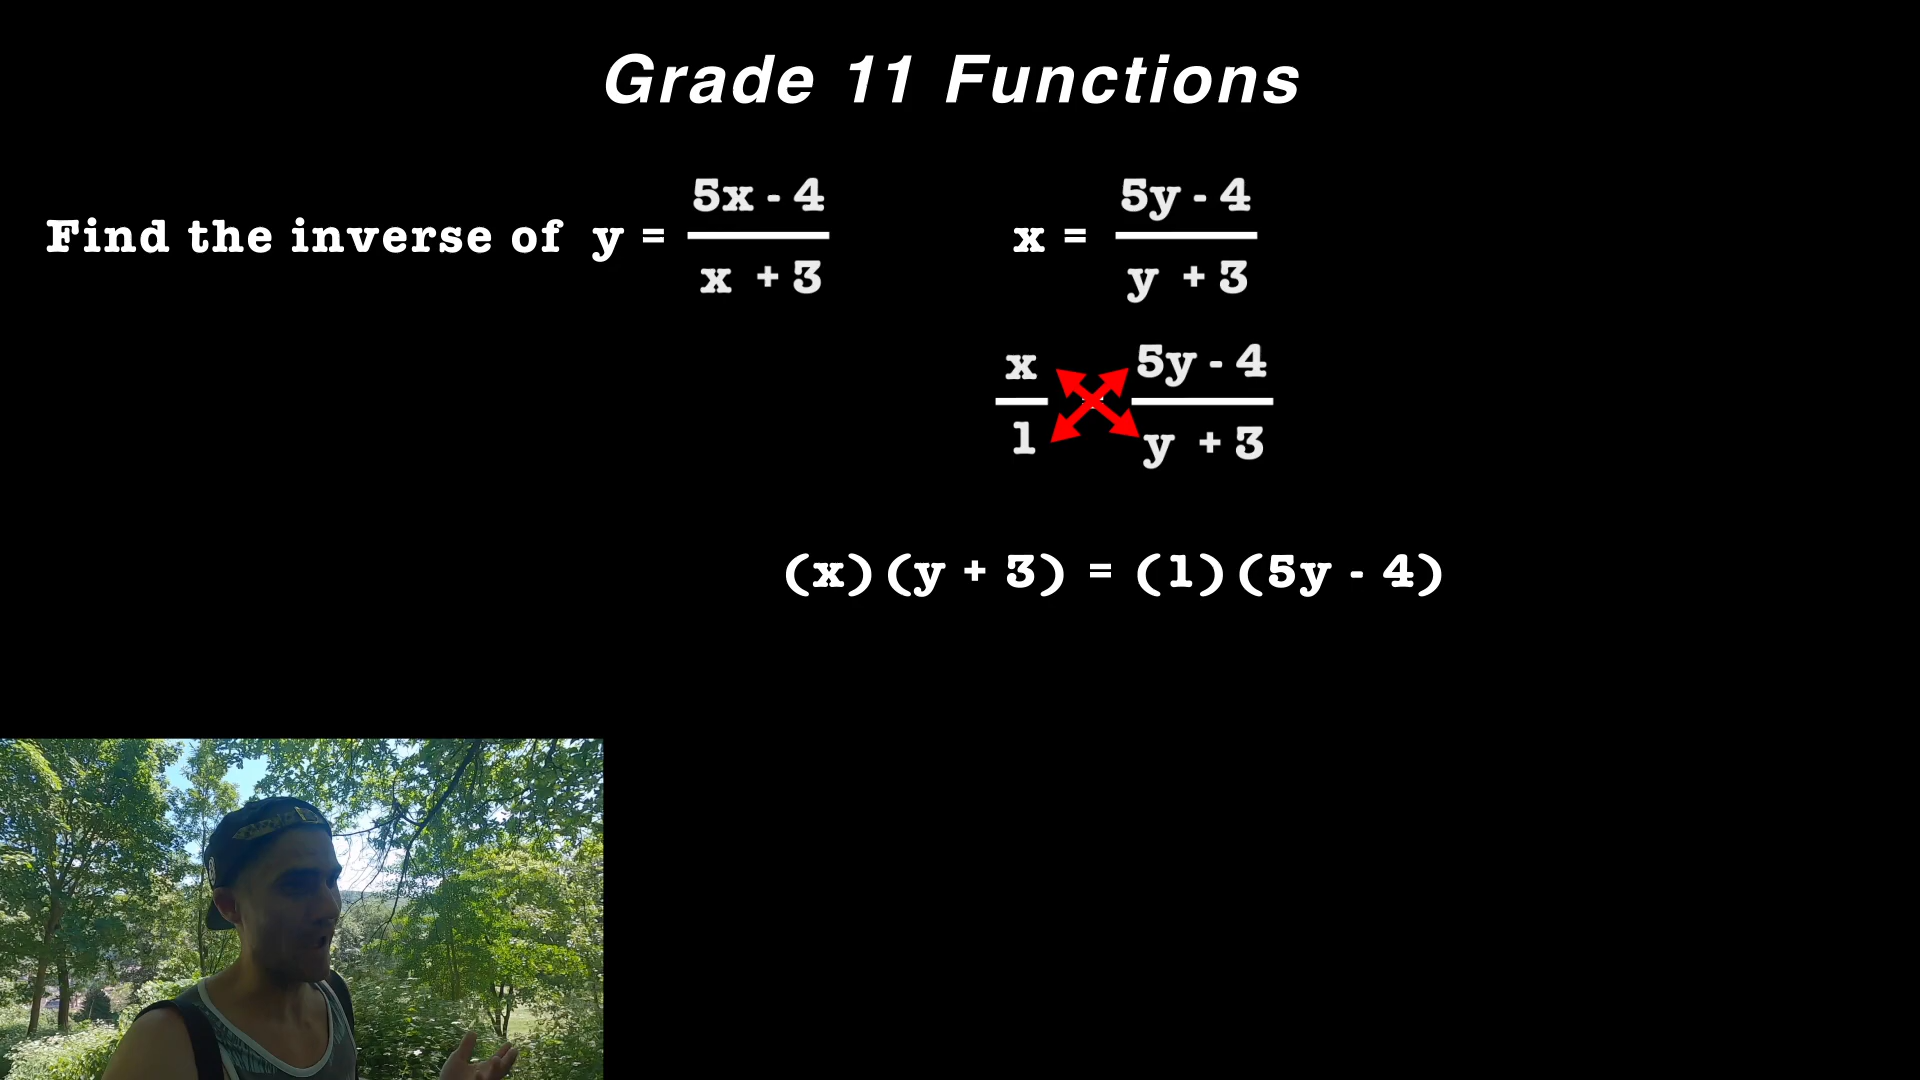 Grade 11 Functions
Find the inverse of y = 5x - 4 / x + 3
x = 5y - 4 / y + 3
x / 1 = 5y - 4 / y + 3
(x)(y + 3) = (1)(5y - 4)